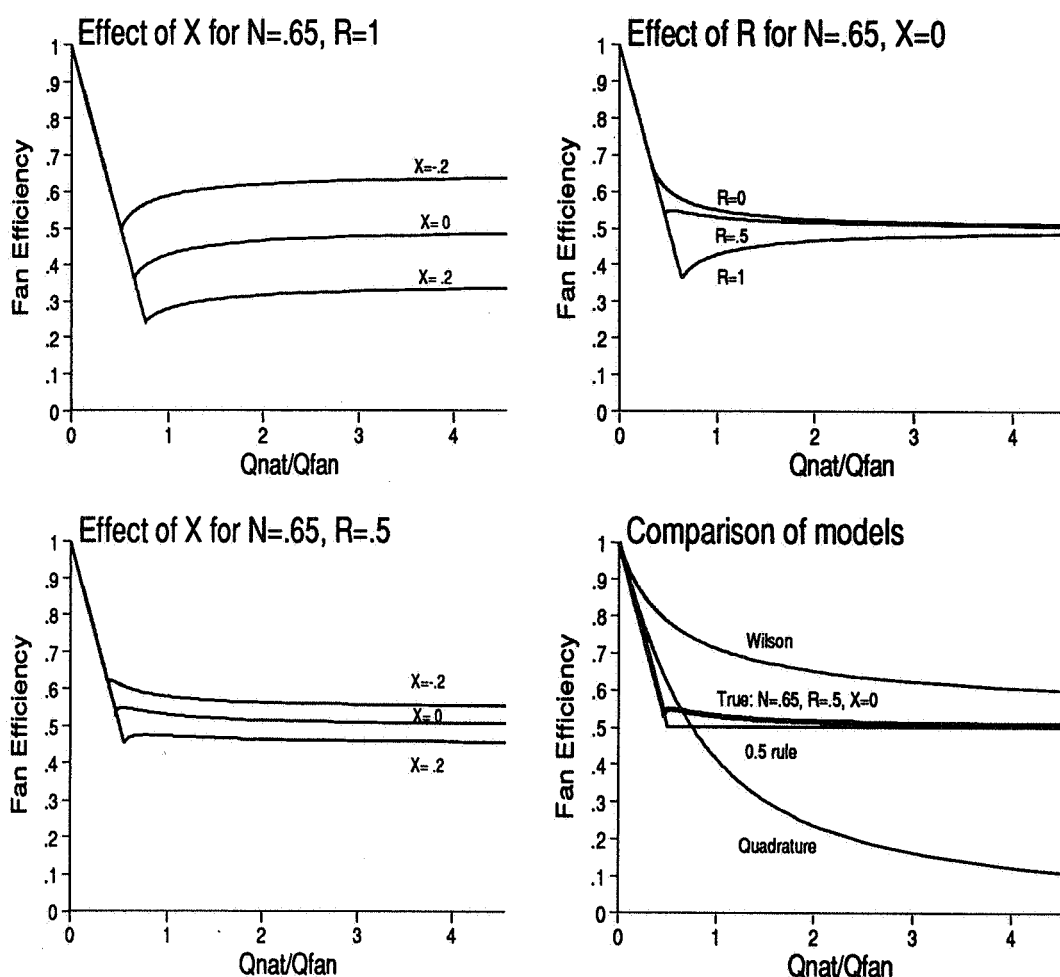 Effect of X for N=.65, R=1
1
.9
.8
.7
.6
.5
.4
.3
.2
.1
0
Fan Efficiency
X=-.2
X= 0
X= .2
0 1 2 3 4
Qnat/Qfan
Effect of R for N=.65, X=0
1
.9
.8
.7
.6
.5
.4
.3
.2
.1
0
Fan Efficiency
R=0
R=.5
R=1
0 1 2 3 4
Qnat/Qfan
Effect of X for N=.65, R=.5
1
.9
.8
.7
.6
.5
.4
.3
.2
.1
0
Fan Efficiency
X=-.2
X= 0
X= .2
0 1 2 3 4
Qnat/Qfan
Comparison of models
1
.9
.8
.7
.6
.5
.4
.3
.2
.1
0
Fan Efficiency
Wilson
True: N=.65, R=.5, X=0
0.5 rule
Quadrature
0 1 2 3 4
Qnat/Qfan